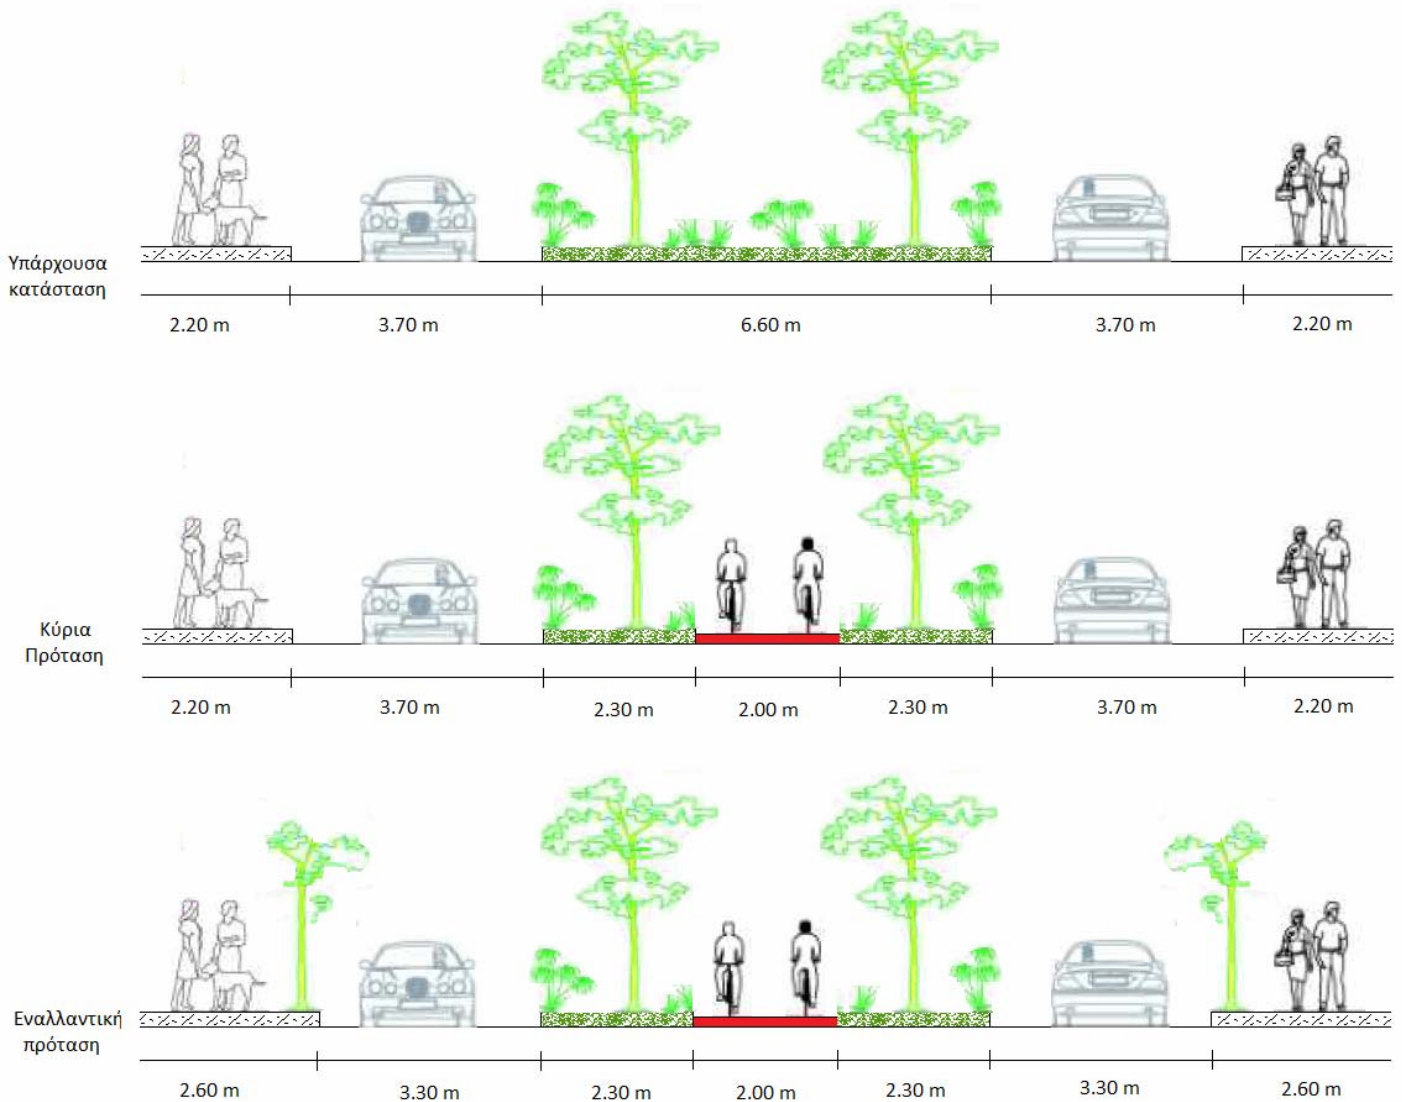 Υπάρχουσα
κατάσταση
2.20 m 3.70 m 6.60 m 3.70 m 2.20 m
Κύρια
Πρόταση
2.20 m 3.70 m 2.30 m 2.00 m 2.30 m 3.70 m 2.20 m
Εναλλαντική
πρόταση
2.60 m 3.30 m 2.30 m 2.00 m 2.30 m 3.30 m 2.60 m